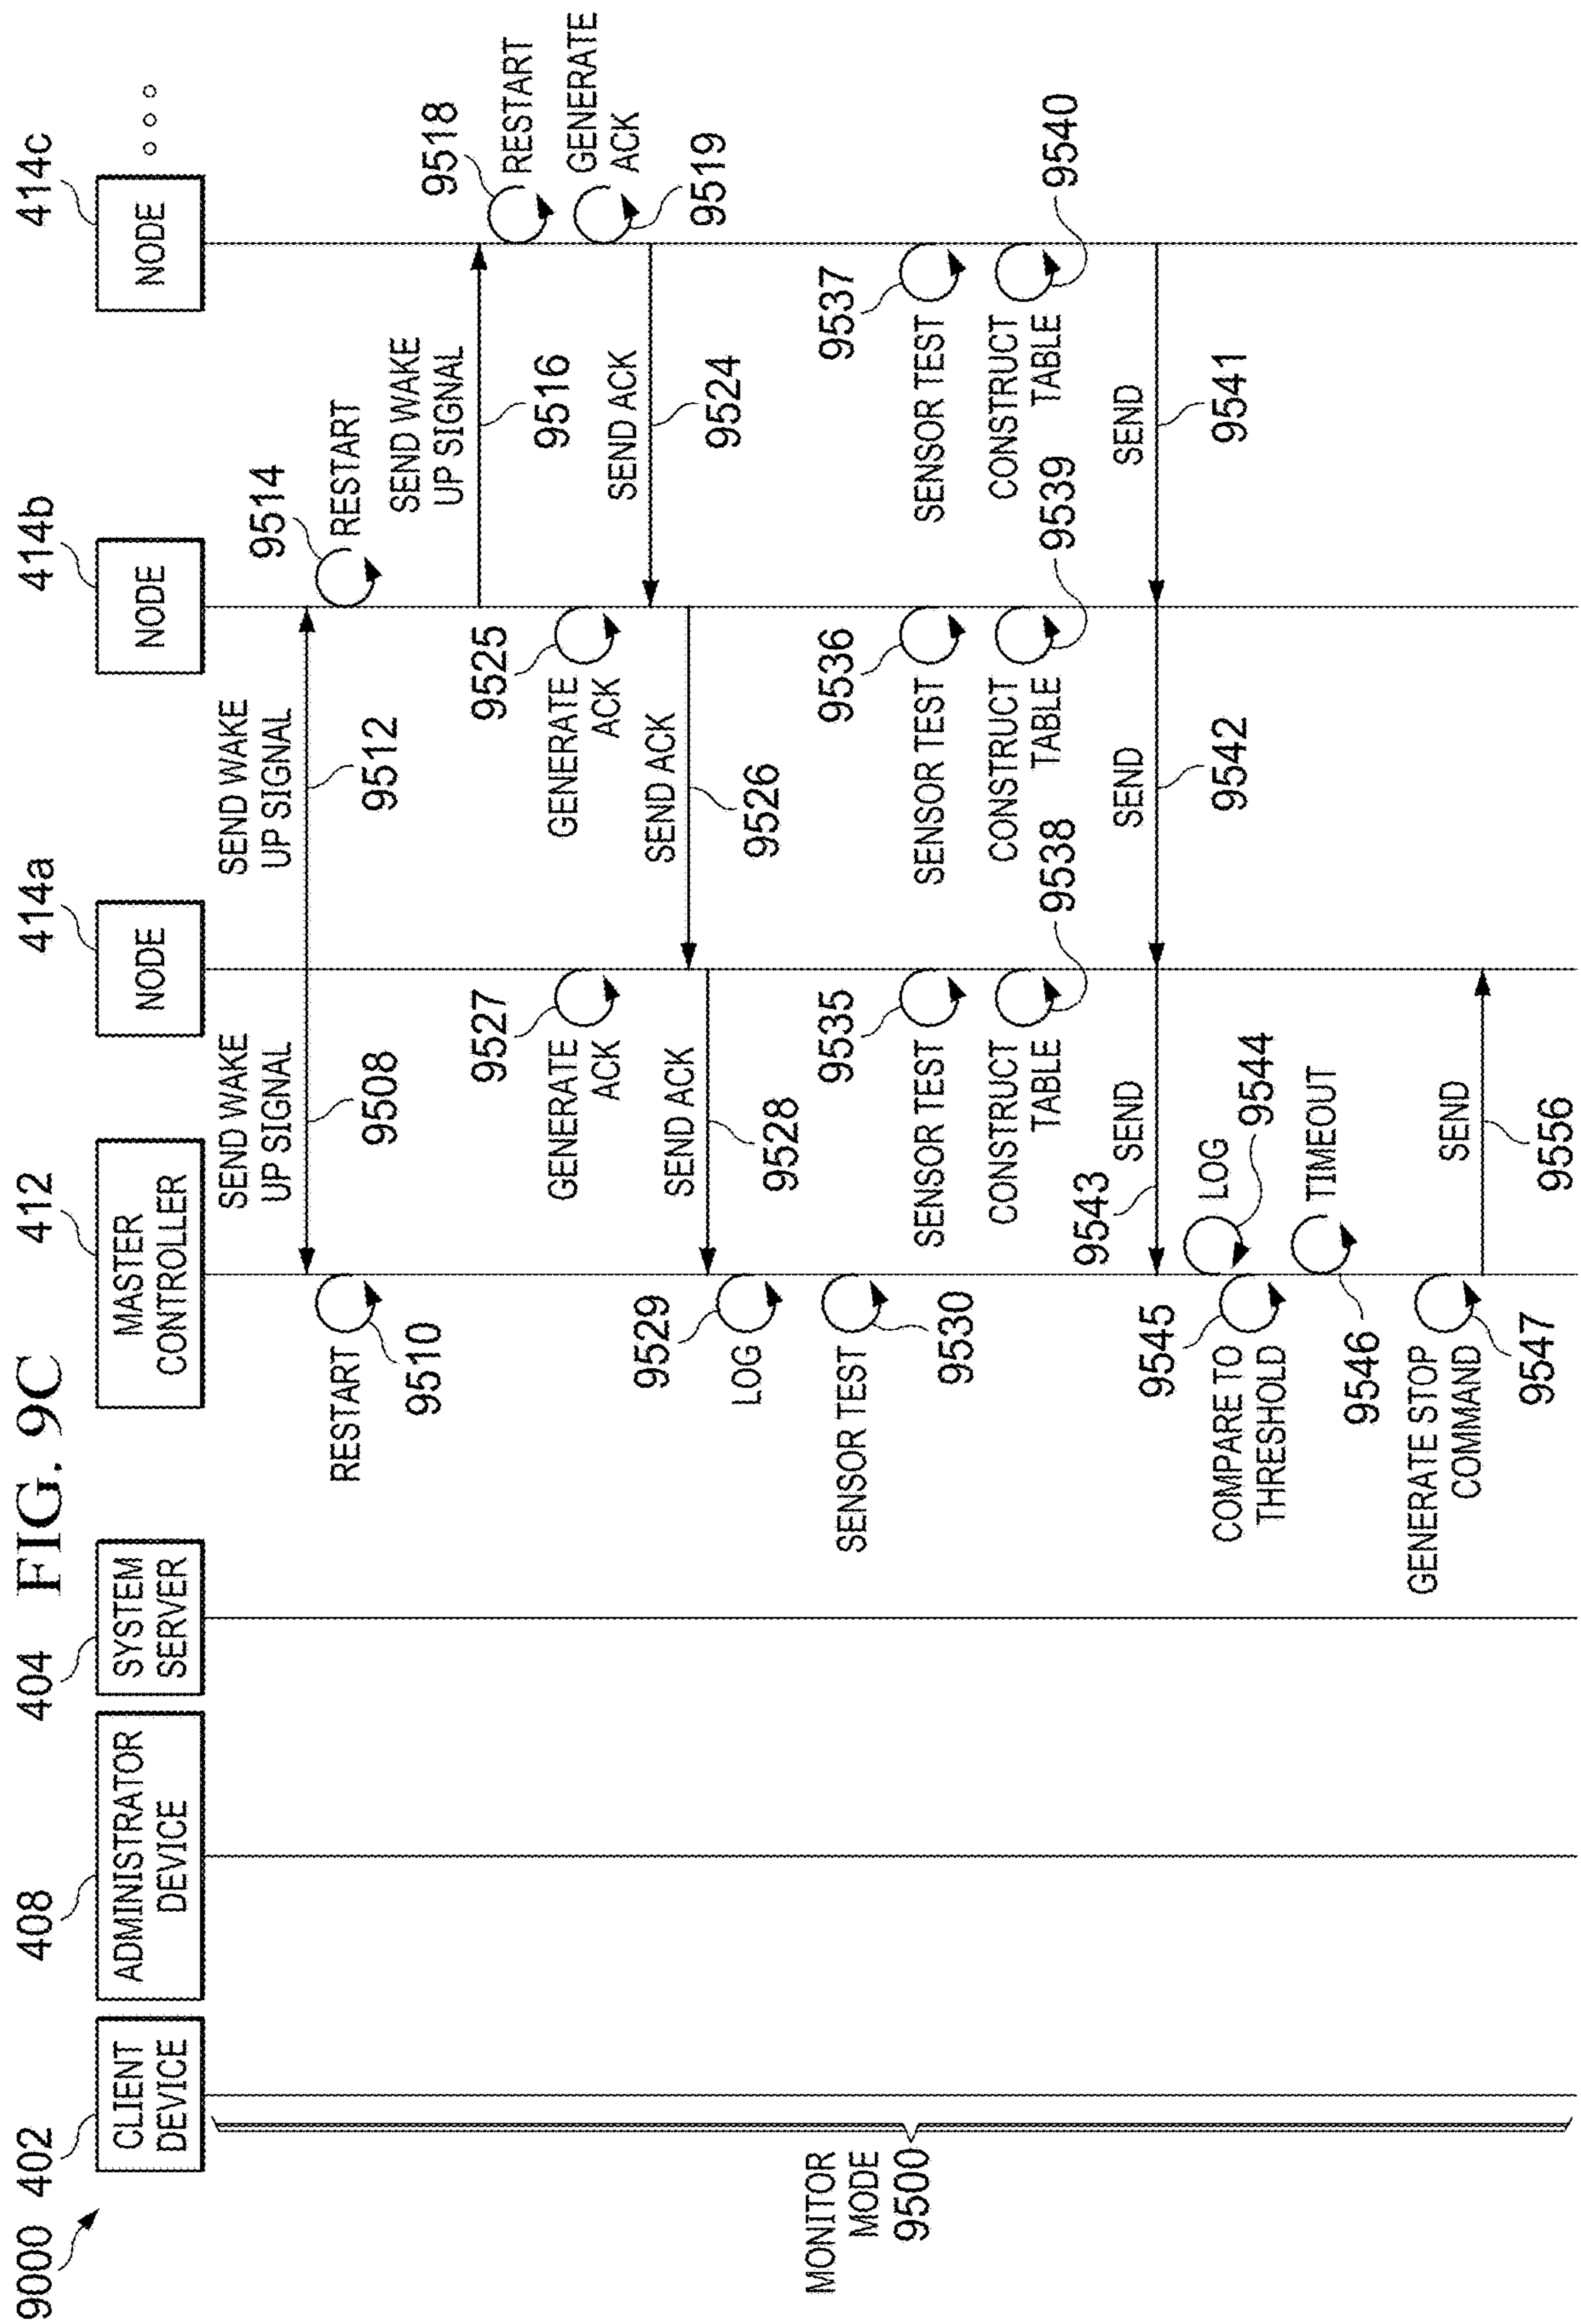 FIG. 9C
9000
402
CLIENT
DEVICE
408
ADMINISTRATOR
DEVICE
404
SYSTEM
SERVER
412
MASTER
CONTROLLER
414a
NODE
414b
NODE
414c
NODE
MONITOR
MODE
9500
SEND WAKE
UP SIGNAL
9508
SEND WAKE
UP SIGNAL
9512
RESTART
9510
9514
RESTART
SEND WAKE
UP SIGNAL
9516
9518
RESTART
GENERATE
ACK
9519
SEND ACK
9524
9525
GENERATE
ACK
SEND ACK
9526
9527
GENERATE
ACK
SEND ACK
9528
9529
LOG
SENSOR TEST
9530
9535
SENSOR TEST
9536
SENSOR TEST
9537
SENSOR TEST
CONSTRUCT
TABLE
9538
CONSTRUCT
TABLE
9539
CONSTRUCT
TABLE
9540
SEND
9541
SEND
9542
SEND
9543
LOG
9544
9545
COMPARE TO
THRESHOLD
TIMEOUT
9546
GENERATE STOP
COMMAND
9547
SEND
9556